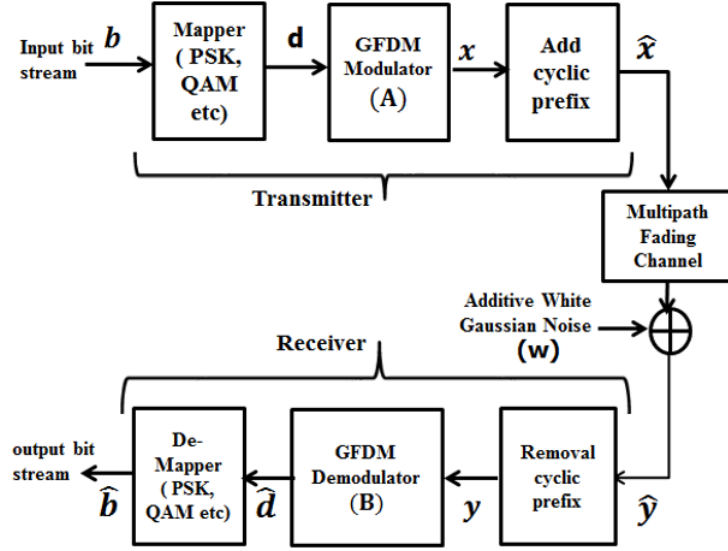 Input bit
stream
b
Mapper
( PSK,
QAM
etc)
d
GFDM
Modulator
(A)
x
Add
cyclic
prefix
x̂
Transmitter
Multipath
Fading
Channel
Additive White
Gaussian Noise
(w)
Receiver
output bit
stream
b̂
De-
Mapper
( PSK,
QAM etc)
d̂
GFDM
Demodulator
(B)
y
Removal
cyclic
prefix
ŷ